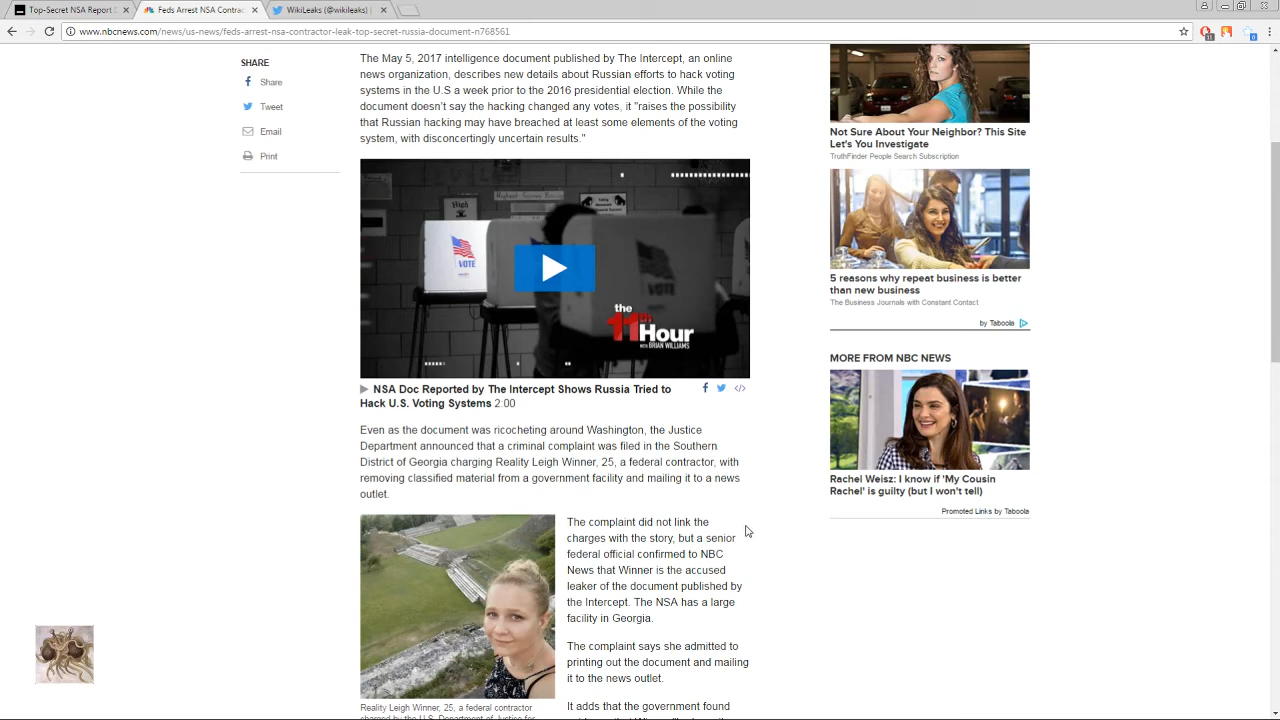 Top-Secret NSA Report
Feds Arrest NSA Contrac
WikiLeaks (@wikileaks) |
www.nbcnews.com/news/us-news/feds-arrest-nsa-contractor-leak-top-secret-russia-document-n768561
SHARE
Share
Tweet
Email
Print
The May 5, 2017 intelligence document published by The Intercept, an online
news organization, describes new details about Russian efforts to hack voting
systems in the U.S a week prior to the 2016 presidential election. While the
document doesn't say the hacking changed any votes, it "raises the possibility
that Russian hacking may have breached at least some elements of the voting
system, with disconcertingly uncertain results."
High
VOTE
the
11th
Hour
WITH BRIAN WILLIAMS
NSA Doc Reported by The Intercept Shows Russia Tried to
Hack U.S. Voting Systems 2:00
Even as the document was ricocheting around Washington, the Justice
Department announced that a criminal complaint was filed in the Southern
District of Georgia charging Reality Leigh Winner, 25, a federal contractor, with
removing classified material from a government facility and mailing it to a news
outlet.
The complaint did not link the
charges with the story, but a senior
federal official confirmed to NBC
News that Winner is the accused
leaker of the document published by
the Intercept. The NSA has a large
facility in Georgia.
The complaint says she admitted to
printing out the document and mailing
it to the news outlet.
It adds that the government found
Reality Leigh Winner, 25, a federal contractor
charged by the U.S. Department of Justice for
Not Sure About Your Neighbor? This Site
Let's You Investigate
TruthFinder People Search Subscription
5 reasons why repeat business is better
than new business
The Business Journals with Constant Contact
by Taboola
MORE FROM NBC NEWS
Rachel Weisz: I know if 'My Cousin
Rachel' is guilty (but I won't tell)
Promoted Links by Taboola